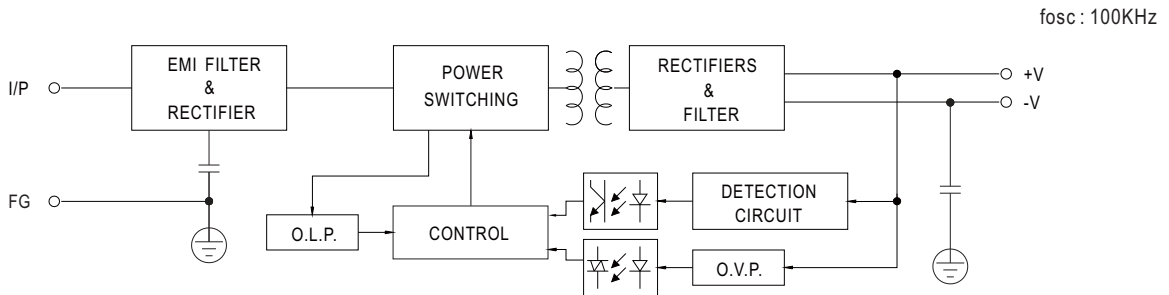 fosc : 100KHz
I/P
EMI FILTER
&
RECTIFIER
POWER
SWITCHING
RECTIFIERS
&
FILTER
+V
-V
FG
O.L.P.
CONTROL
DETECTION
CIRCUIT
O.V.P.